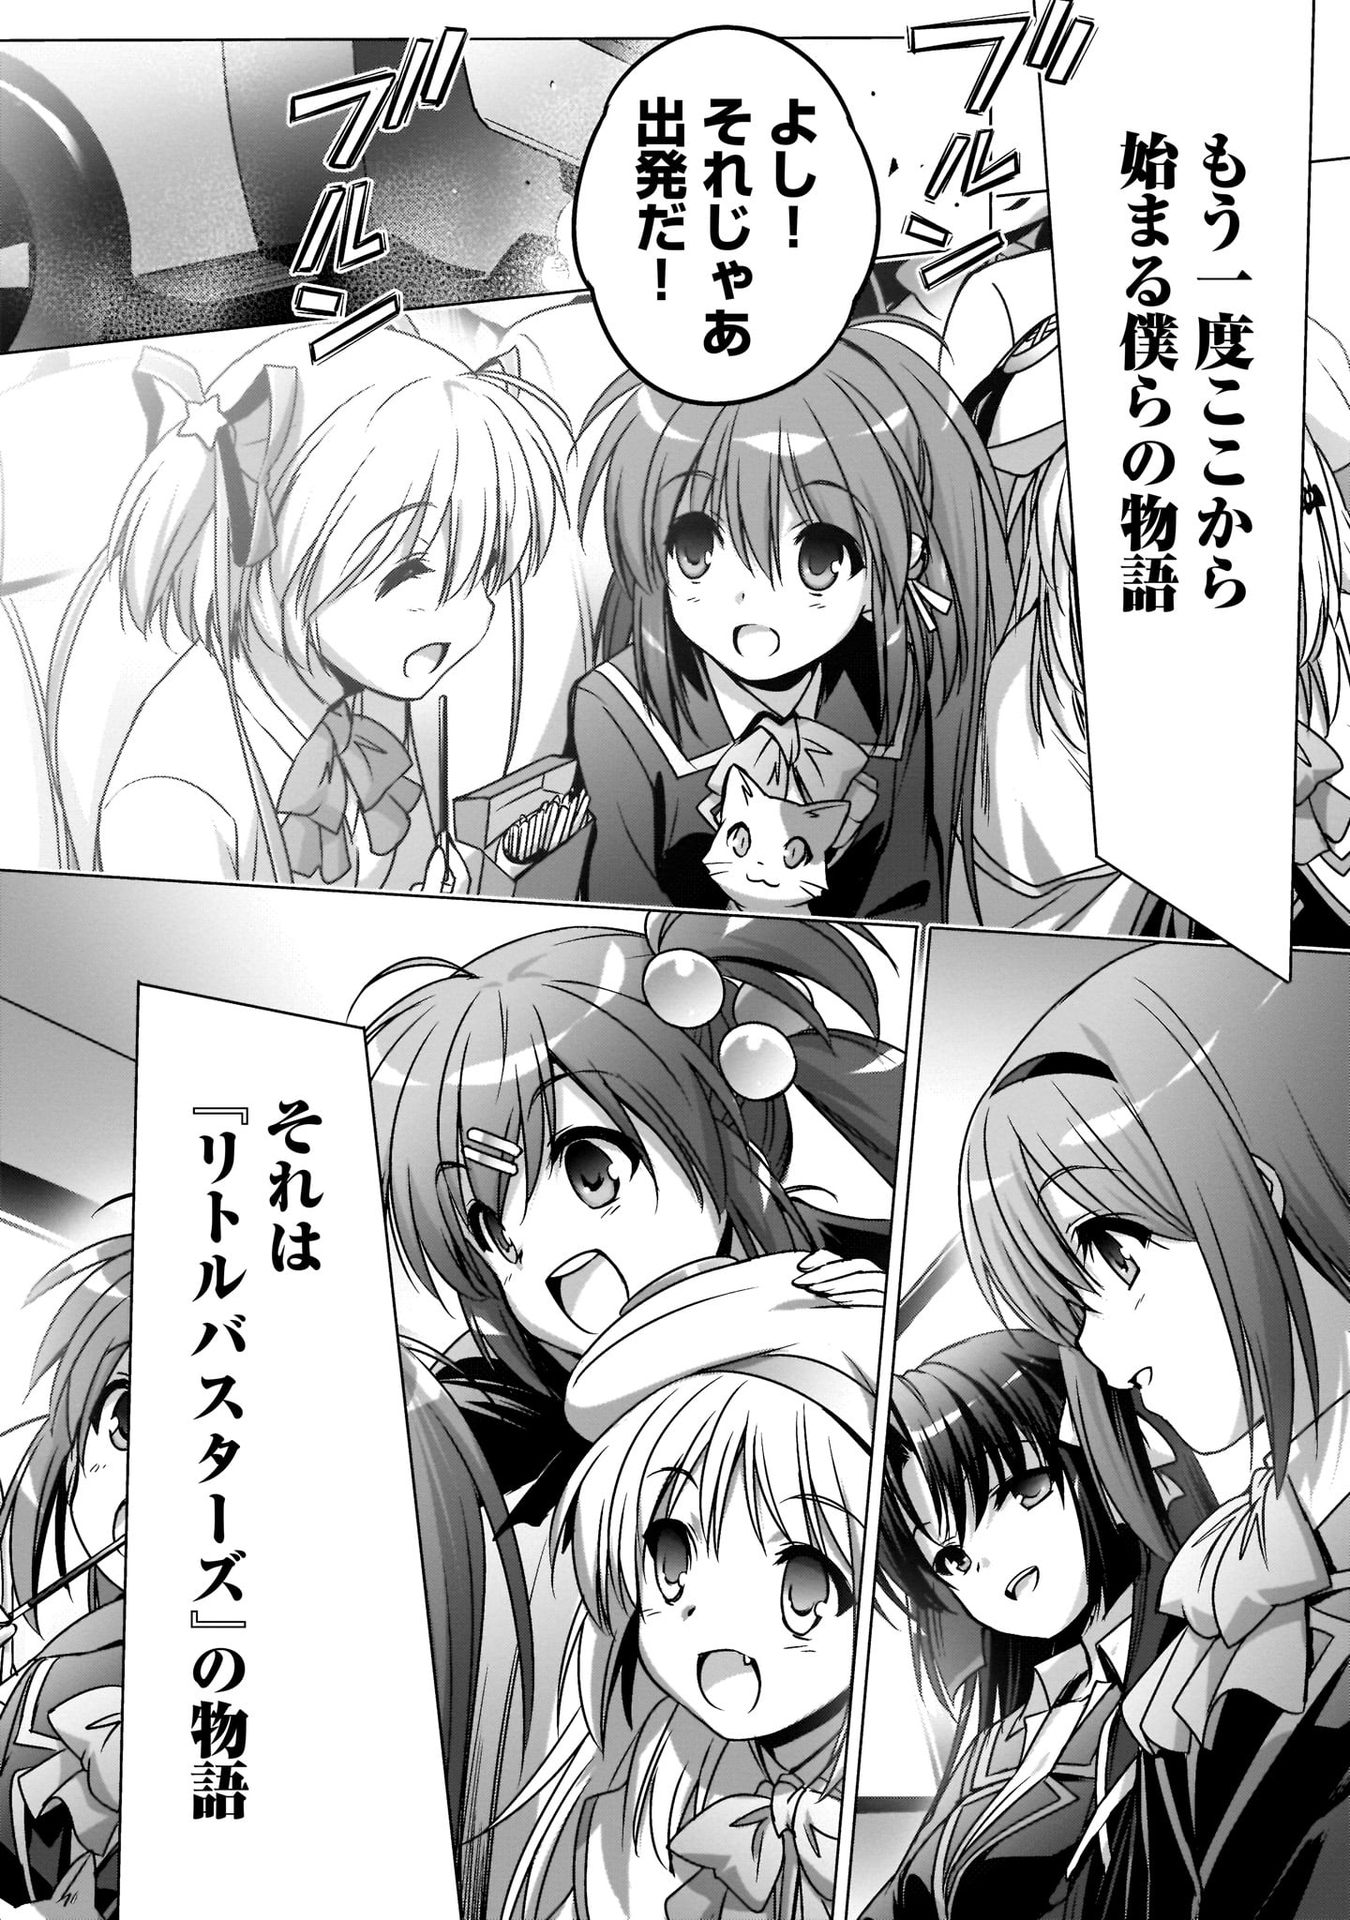 もう一度ここから
始まる僕らの物語
ブルルン
よし！
それじゃあ
出発だ！
ブルルン
それは
『リトルバスターズ』の物語